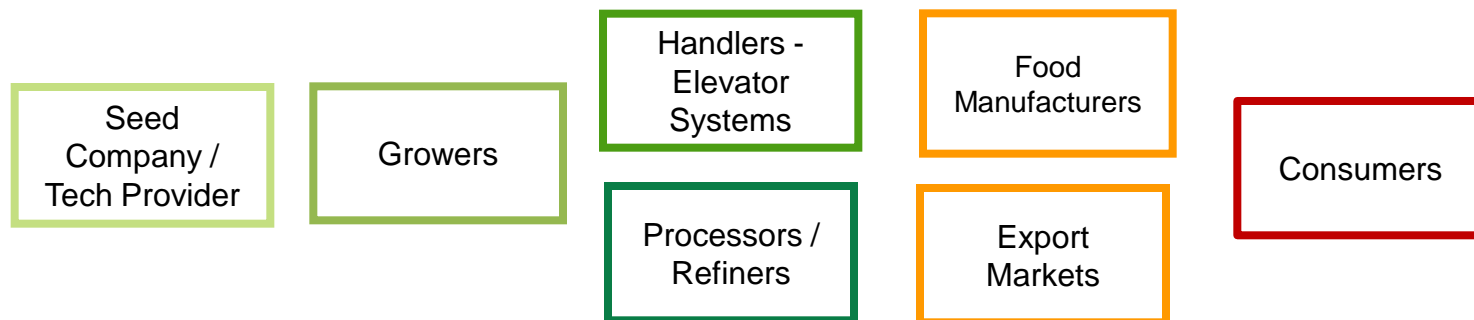 Seed
Company /
Tech Provider
Growers
Handlers -
Elevator
Systems
Processors /
Refiners
Food
Manufacturers
Export
Markets
Consumers